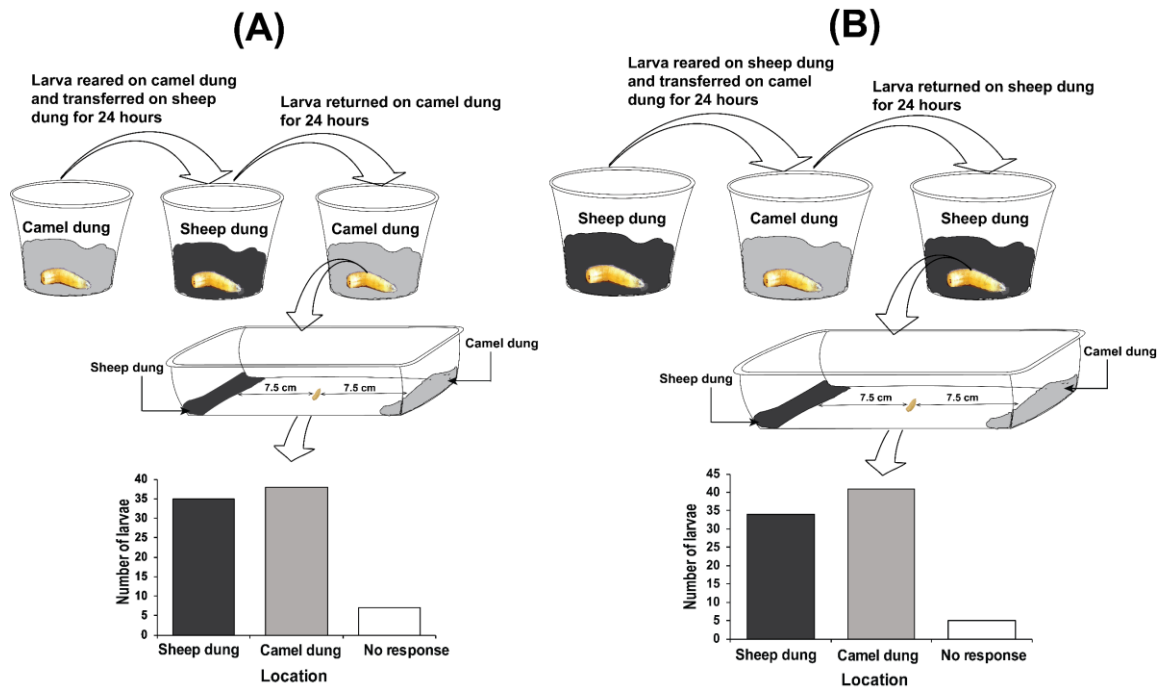 (A)
Larva reared on camel dung
and transferred on sheep
dung for 24 hours
Larva returned on camel dung
for 24 hours
Camel dung
Sheep dung
Camel dung
Sheep dung
Camel dung
7.5 cm
7.5 cm
Number of larvae
40
35
30
25
20
15
10
5
0
Sheep dung
Camel dung
No response
Location
(B)
Larva reared on sheep dung
and transferred on camel
dung for 24 hours
Larva returned on sheep dung
for 24 hours
Sheep dung
Camel dung
Sheep dung
Camel dung
Sheep dung
7.5 cm
7.5 cm
Number of larvae
45
40
35
30
25
20
15
10
5
0
Sheep dung
Camel dung
No response
Location